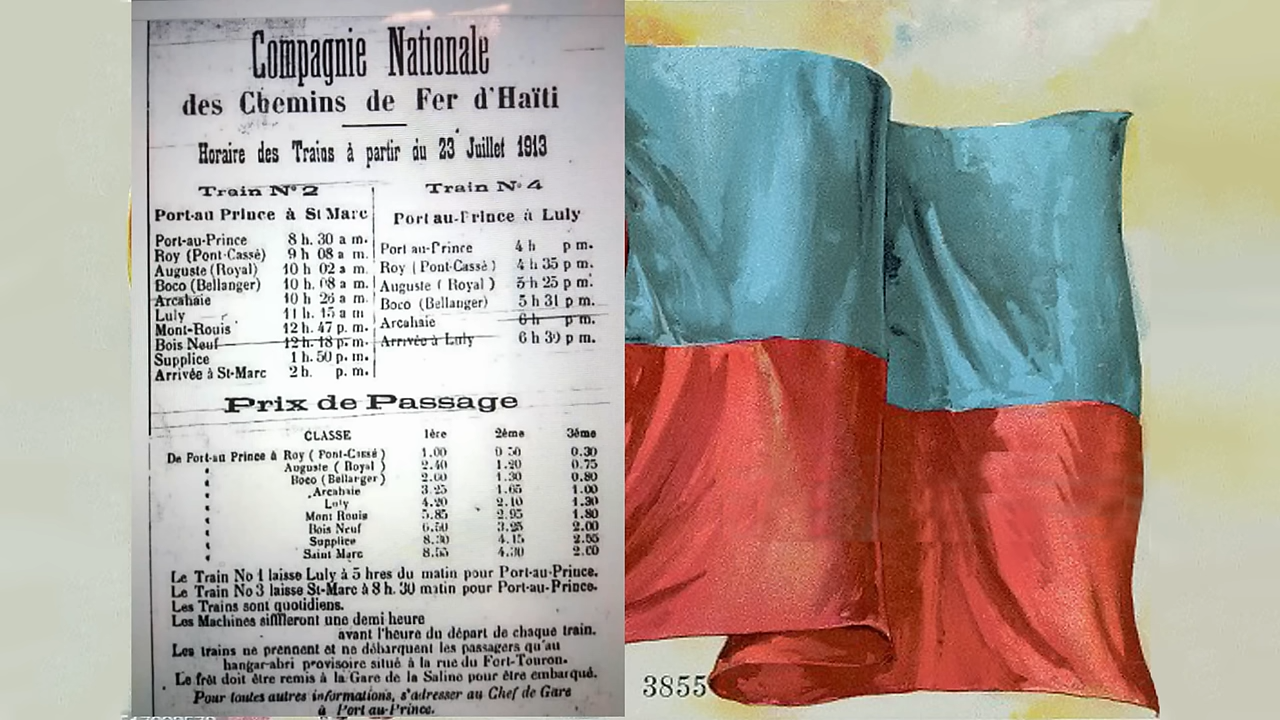 Compagnie Nationale
des Chemins de Fer d'Haïti
Horaire des Trains à partir du 23 Juillet 1913
Train No 2
Port-au Prince à St Marc
Port-au-Prince 8 h. 30 a m.
Roy (Pont-Cassè) 9 h 08 a m.
Auguste (Royal) 10 h 02 a m.
Boco (Bellanger) 10 h. 08 a m.
Arcahaie 10 h 26 a m.
Luly 11 h. 15 a m
Mont-Rouis 12 h. 47 p. m.
Bois Neuf 12 h. 18 p. m.
Supplice 1 h. 50 p. m.
Arrivée à St-Marc 2 h. p. m.
Train No 4
Port au-Prince à Luly
Port au-Prince 4 h p m.
Roy (Pont-Cassé) 4 h 35 p m.
Auguste (Royal) 5 h 25 p m.
Boco (Bellanger) 5 h 31 p m.
Arcahaie 6 h p m.
Arrivée à Luly 6 h 30 p m.
Prix de Passage
CLASSE 1ère 2ème 3ème
De Port-au Prince à Roy (Pont-Cassé) 1.00 0 50 0.30
Auguste (Royal) 2.40 1.20 0.75
Boco (Bellanger) 2.60 1.30 0.80
Arcahaie 3.25 1.65 1.00
Luly 4.20 2.10 1.30
Mont Rouis 5.85 2.95 1.80
Bois Neuf 6.50 3.25 2.00
Supplice 8.30 4.15 2.55
Saint Marc 8.55 4.30 2.60
Le Train No 1 laisse Luly à 5 hres du matin pour Port-au-Prince.
Le Train No 3 laisse St-Marc à 8 h. 30 matin pour Port-au-Prince.
Les Trains sont quotidiens.
Les Machines siffleront une demi heure
avant l'heure du départ de chaque train.
Les trains ne prennent et ne débarquent les passagers qu'au
hangar-abri provisoire situé à la rue du Fort-Touron.
Le frêt doit être remis à la Gare de la Saline pour être embarqué.
Pour toutes autres informations, s'adresser au Chef de Gare
à Port au-Prince.
3855